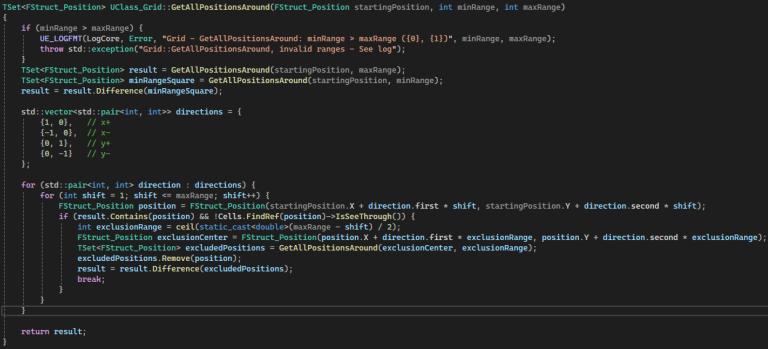 TSet<FStruct_Position> UClass_Grid::GetAllPositionsAround(FStruct_Position startingPosition, int minRange, int maxRange)
{
    if (minRange > maxRange) {
        UE_LOGFMT(LogCore, Error, "Grid - GetAllPositionsAround: minRange > maxRange ({0}, {1})", minRange, maxRange);
        throw std::exception("Grid::GetAllPositionsAround, invalid ranges - See log");
    }
    TSet<FStruct_Position> result = GetAllPositionsAround(startingPosition, maxRange);
    TSet<FStruct_Position> minRangeSquare = GetAllPositionsAround(startingPosition, minRange);
    result = result.Difference(minRangeSquare);

    std::vector<std::pair<int, int>> directions = {
        {1, 0},   // x+
        {-1, 0},  // x-
        {0, 1},   // y+
        {0, -1}   // y-
    };

    for (std::pair<int, int> direction : directions) {
        for (int shift = 1; shift <= maxRange; shift++) {
            FStruct_Position position = FStruct_Position(startingPosition.X + direction.first * shift, startingPosition.Y + direction.second * shift);
            if (result.Contains(position) && !Cells.FindRef(position)->IsSeeThrough()) {
                int exclusionRange = ceil(static_cast<double>(maxRange - shift) / 2);
                FStruct_Position exclusionCenter = FStruct_Position(position.X + direction.first * exclusionRange, position.Y + direction.second * exclusionRange);
                TSet<FStruct_Position> excludedPositions = GetAllPositionsAround(exclusionCenter, exclusionRange);
                excludedPositions.Remove(position);
                result = result.Difference(excludedPositions);
                break;
            }
        }
    }

    return result;
}